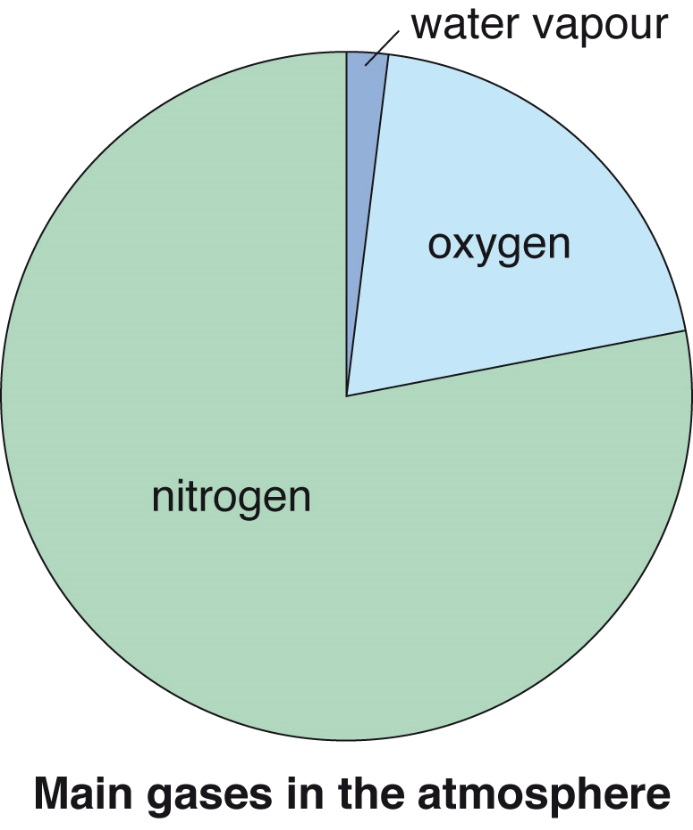 water vapour
oxygen
nitrogen
Main gases in the atmosphere